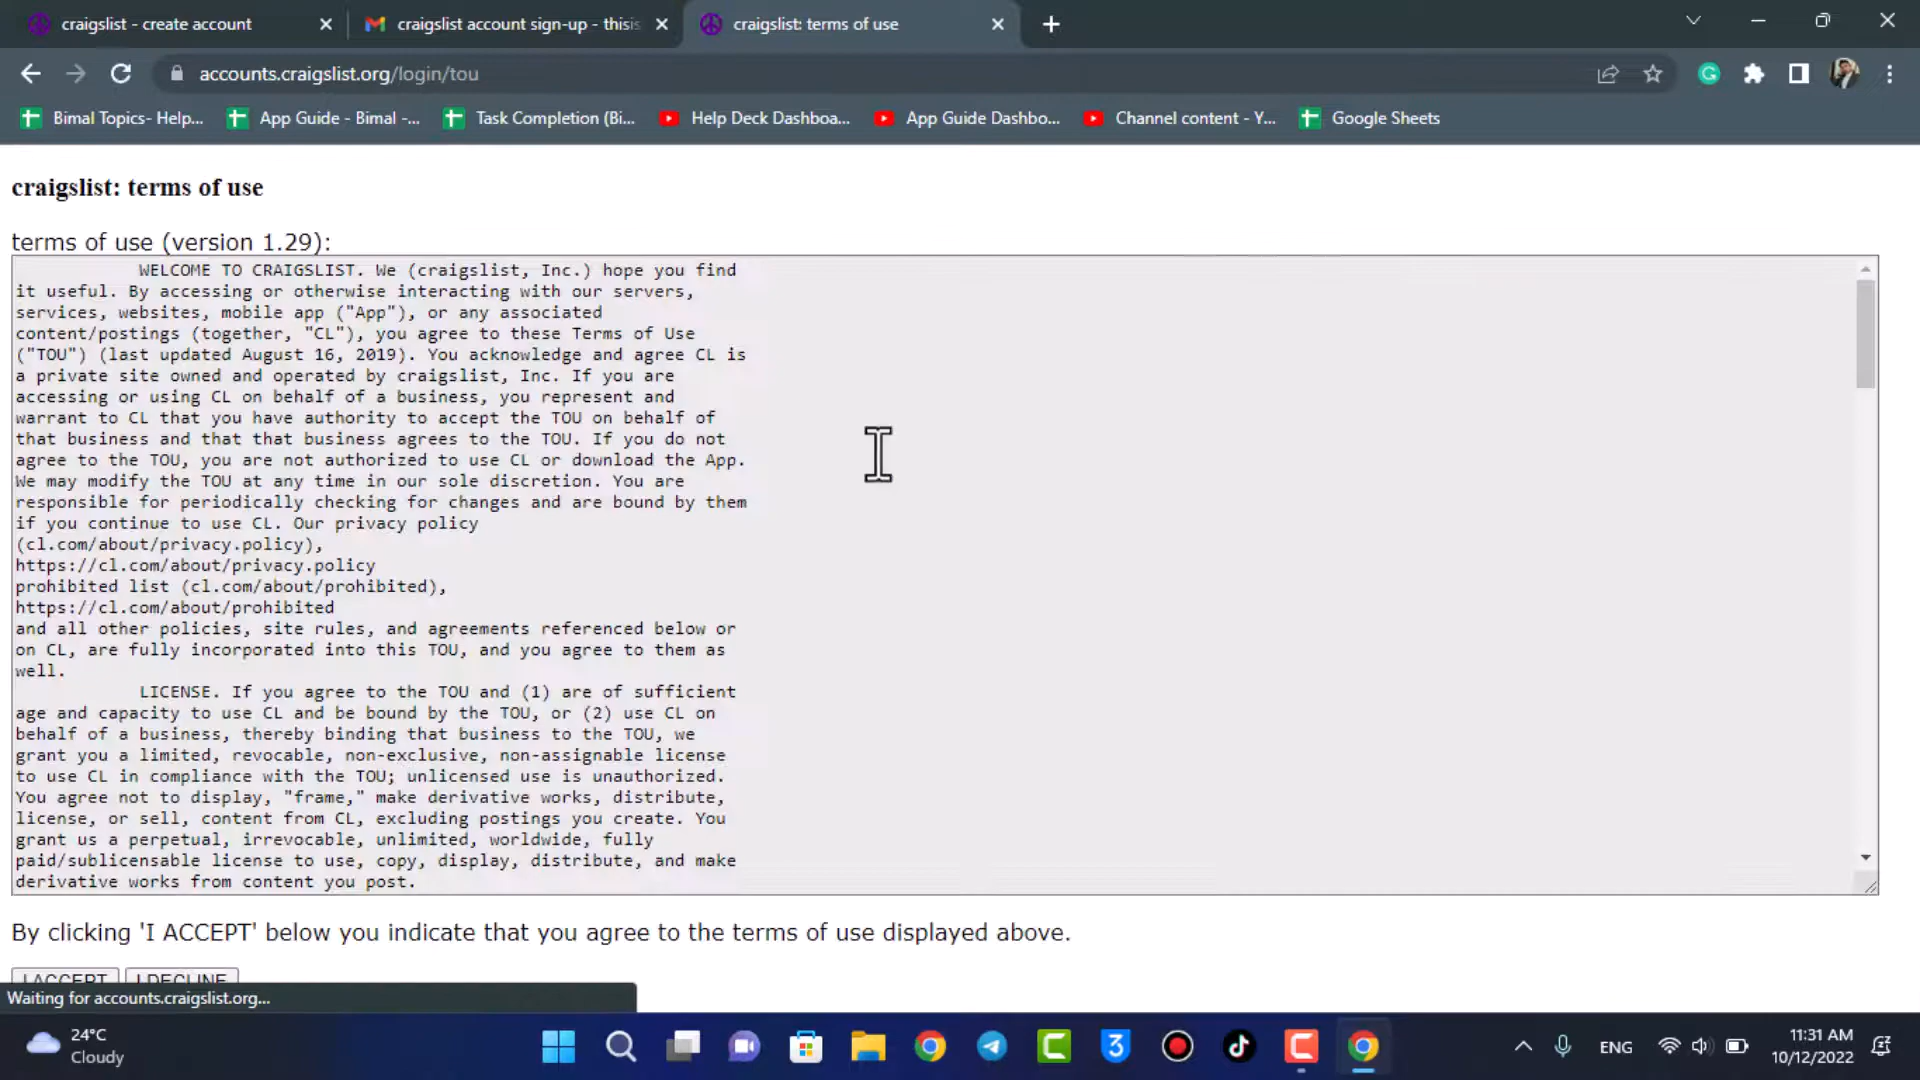 craigslist - create account
craigslist account sign-up - thisis
craigslist: terms of use
accounts.craigslist.org/login/tou
Bimal Topics- Help...
App Guide - Bimal -...
Task Completion (Bi...
Help Deck Dashboa...
App Guide Dashbo...
Channel content - Y...
Google Sheets
craigslist: terms of use
terms of use (version 1.29):
WELCOME TO CRAIGSLIST. We (craigslist, Inc.) hope you find
it useful. By accessing or otherwise interacting with our servers,
services, websites, mobile app ("App"), or any associated
content/postings (together, "CL"), you agree to these Terms of Use
("TOU") (last updated August 16, 2019). You acknowledge and agree CL is
a private site owned and operated by craigslist, Inc. If you are
accessing or using CL on behalf of a business, you represent and
warrant to CL that you have authority to accept the TOU on behalf of
that business and that that business agrees to the TOU. If you do not
agree to the TOU, you are not authorized to use CL or download the App.
We may modify the TOU at any time in our sole discretion. You are
responsible for periodically checking for changes and are bound by them
if you continue to use CL. Our privacy policy
(cl.com/about/privacy.policy),
https://cl.com/about/privacy.policy
prohibited list (cl.com/about/prohibited),
https://cl.com/about/prohibited
and all other policies, site rules, and agreements referenced below or
on CL, are fully incorporated into this TOU, and you agree to them as
well.
LICENSE. If you agree to the TOU and (1) are of sufficient
age and capacity to use CL and be bound by the TOU, or (2) use CL on
behalf of a business, thereby binding that business to the TOU, we
grant you a limited, revocable, non-exclusive, non-assignable license
to use CL in compliance with the TOU; unlicensed use is unauthorized.
You agree not to display, "frame," make derivative works, distribute,
license, or sell, content from CL, excluding postings you create. You
grant us a perpetual, irrevocable, unlimited, worldwide, fully
paid/sublicensable license to use, copy, display, distribute, and make
derivative works from content you post.
By clicking 'I ACCEPT' below you indicate that you agree to the terms of use displayed above.
I ACCEPT I DECLINE
Waiting for accounts.craigslist.org...
24°C
Cloudy
ENG
11:31 AM
10/12/2022